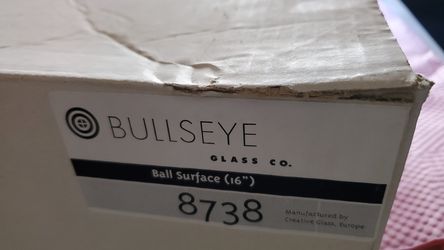 BULLSEYE
GLASS CO.
Ball Surface (16")
8738
Manufactured by
Creative Glass, Europe